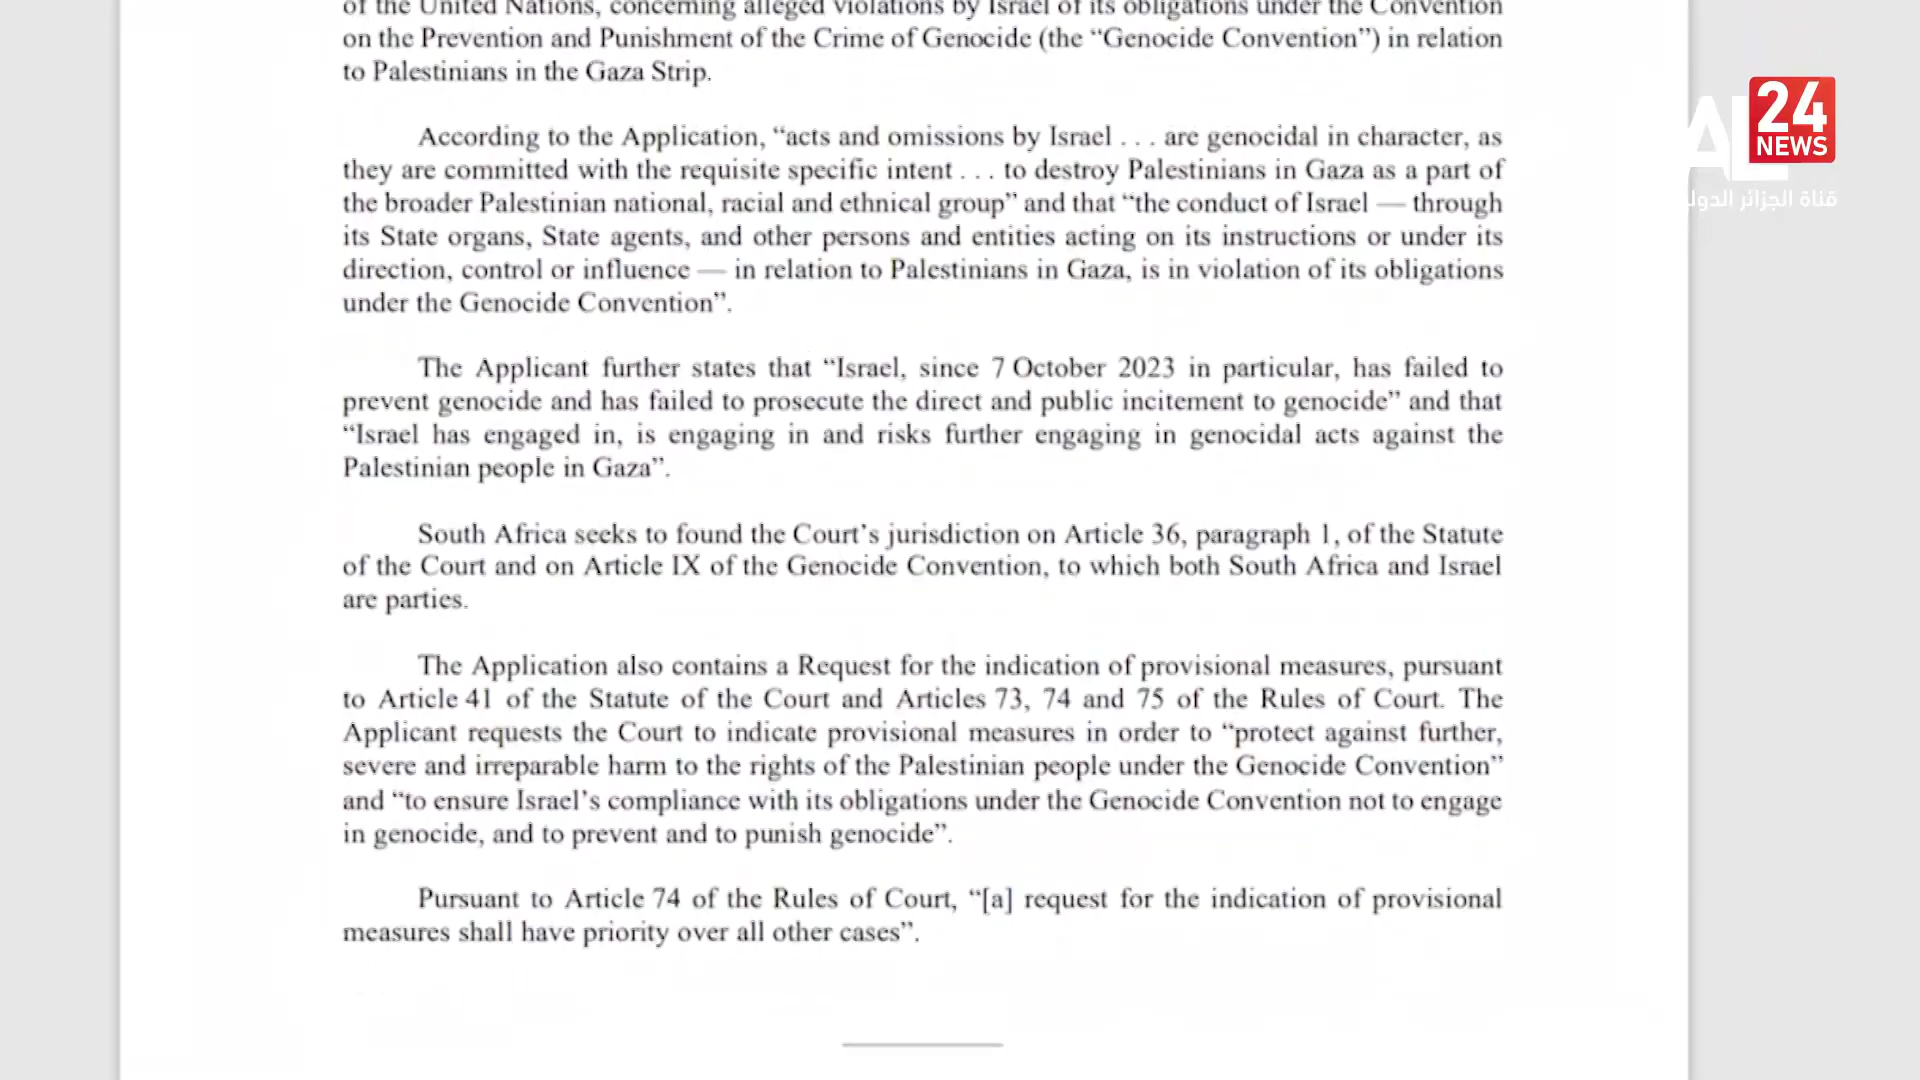 of the United Nations, concerning alleged violations by Israel of its obligations under the Convention
on the Prevention and Punishment of the Crime of Genocide (the “Genocide Convention”) in relation
to Palestinians in the Gaza Strip.
According to the Application, “acts and omissions by Israel . . . are genocidal in character, as
they are committed with the requisite specific intent . . . to destroy Palestinians in Gaza as a part of
the broader Palestinian national, racial and ethnical group” and that “the conduct of Israel — through
its State organs, State agents, and other persons and entities acting on its instructions or under its
direction, control or influence — in relation to Palestinians in Gaza, is in violation of its obligations
under the Genocide Convention”.
The Applicant further states that “Israel, since 7 October 2023 in particular, has failed to
prevent genocide and has failed to prosecute the direct and public incitement to genocide” and that
“Israel has engaged in, is engaging in and risks further engaging in genocidal acts against the
Palestinian people in Gaza”.
South Africa seeks to found the Court’s jurisdiction on Article 36, paragraph 1, of the Statute
of the Court and on Article IX of the Genocide Convention, to which both South Africa and Israel
are parties.
The Application also contains a Request for the indication of provisional measures, pursuant
to Article 41 of the Statute of the Court and Articles 73, 74 and 75 of the Rules of Court. The
Applicant requests the Court to indicate provisional measures in order to “protect against further,
severe and irreparable harm to the rights of the Palestinian people under the Genocide Convention”
and “to ensure Israel’s compliance with its obligations under the Genocide Convention not to engage
in genocide, and to prevent and to punish genocide”.
Pursuant to Article 74 of the Rules of Court, “[a] request for the indication of provisional
measures shall have priority over all other cases”.
AL
24
NEWS
قناة الجزائر الدولية